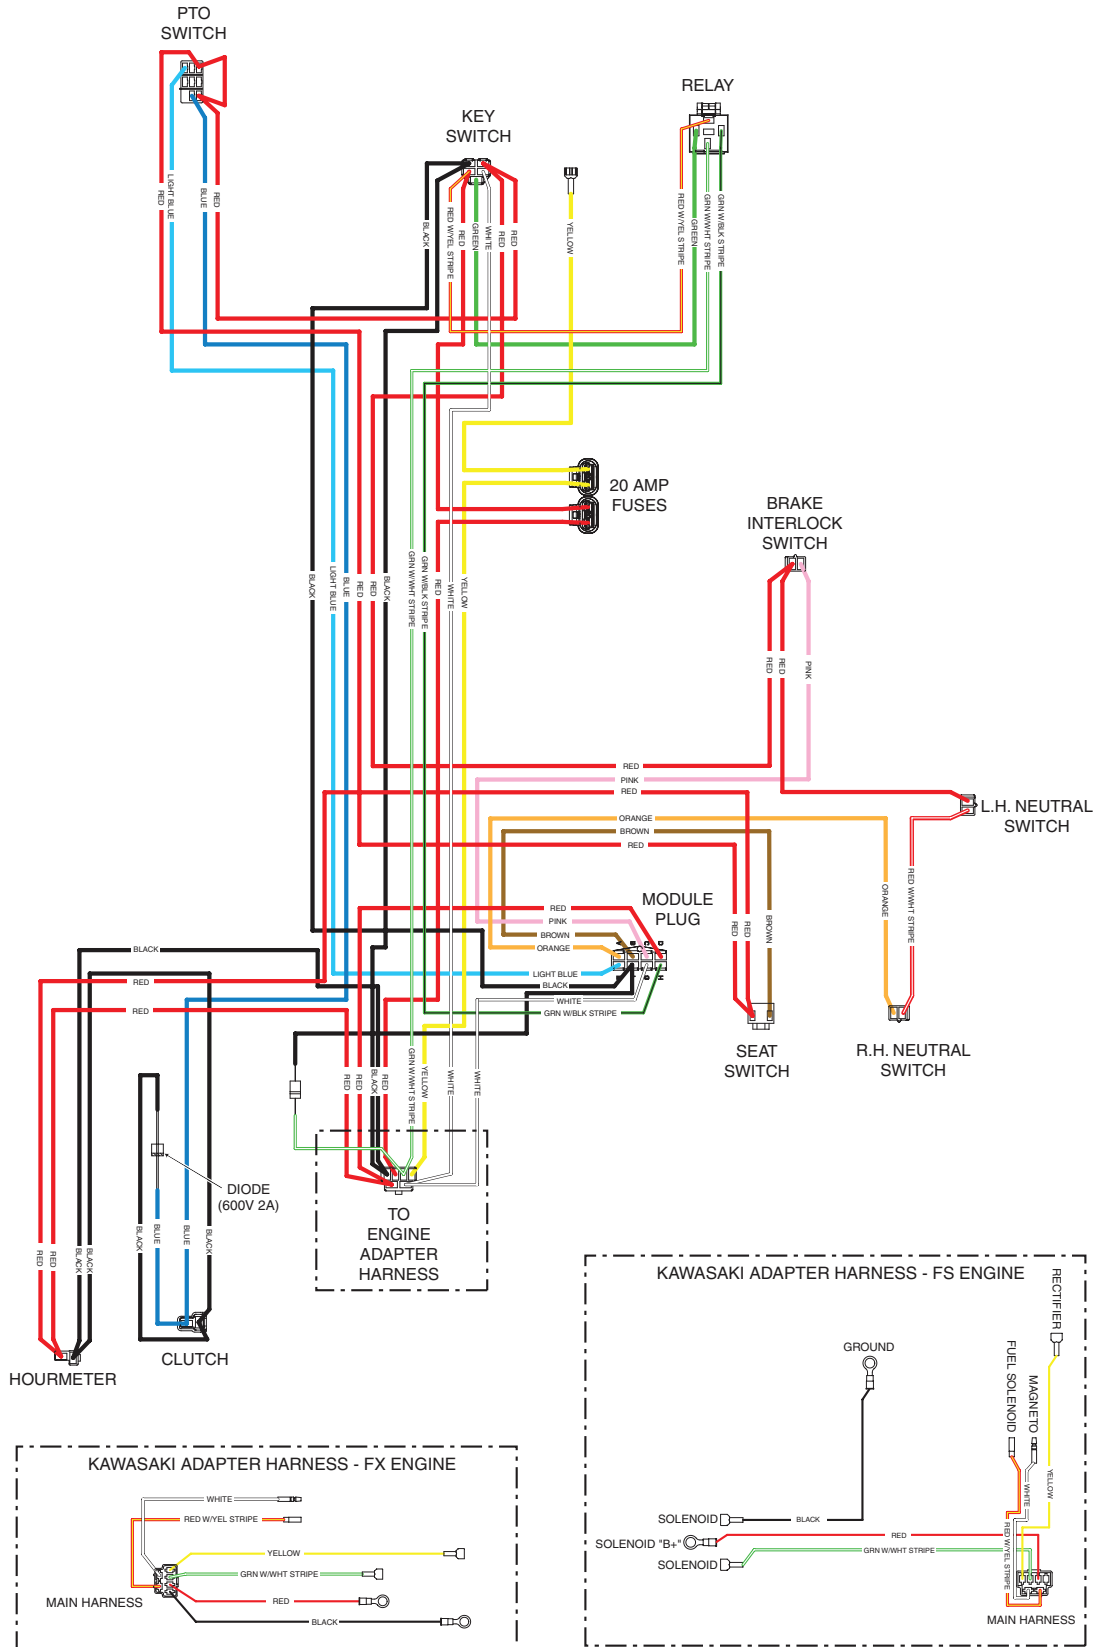 PTO
SWITCH
KEY
SWITCH
RELAY
RED
LIGHT BLUE
BLUE
RED
BLACK
RED W/YEL STRIPE
RED
GREEN
WHITE
RED
RED
YELLOW
RED W/YEL STRIPE
GREEN
GRN W/WHT STRIPE
GRN W/BLK STRIPE
20 AMP
FUSES
BRAKE
INTERLOCK
SWITCH
BLACK
LIGHT BLUE
BLUE
RED
RED
BLACK
GRN W/WHT STRIPE
GRN W/BLK STRIPE
RED
WHITE
YELLOW
RED
RED
PINK
RED
PINK
RED
ORANGE
BROWN
RED
L.H. NEUTRAL
SWITCH
ORANGE
RED W/WHT STRIPE
RED
RED
BROWN
MODULE
PLUG
RED
PINK
BROWN
ORANGE
LIGHT BLUE
BLACK
WHITE
GRN W/BLK STRIPE
A
B
C
D
G
H
BLACK
RED
RED
SEAT
SWITCH
R.H. NEUTRAL
SWITCH
RED
RED
BLACK
RED
GRN W/WHT STRIPE
YELLOW
WHITE
WHITE
DIODE
(600V 2A)
TO
ENGINE
ADAPTER
HARNESS
RED
RED
BLACK
BLACK
BLACK
BLUE
BLUE
BLACK
HOURMETER
CLUTCH
KAWASAKI ADAPTER HARNESS - FS ENGINE
RECTIFIER
FUEL SOLENOID
MAGNETO
GROUND
YELLOW
WHITE
RED W/YEL STRIPE
SOLENOID
BLACK
SOLENOID "B+"
RED
SOLENOID
GRN W/WHT STRIPE
MAIN HARNESS
KAWASAKI ADAPTER HARNESS - FX ENGINE
WHITE
RED W/YEL STRIPE
YELLOW
GRN W/WHT STRIPE
RED
BLACK
MAIN HARNESS